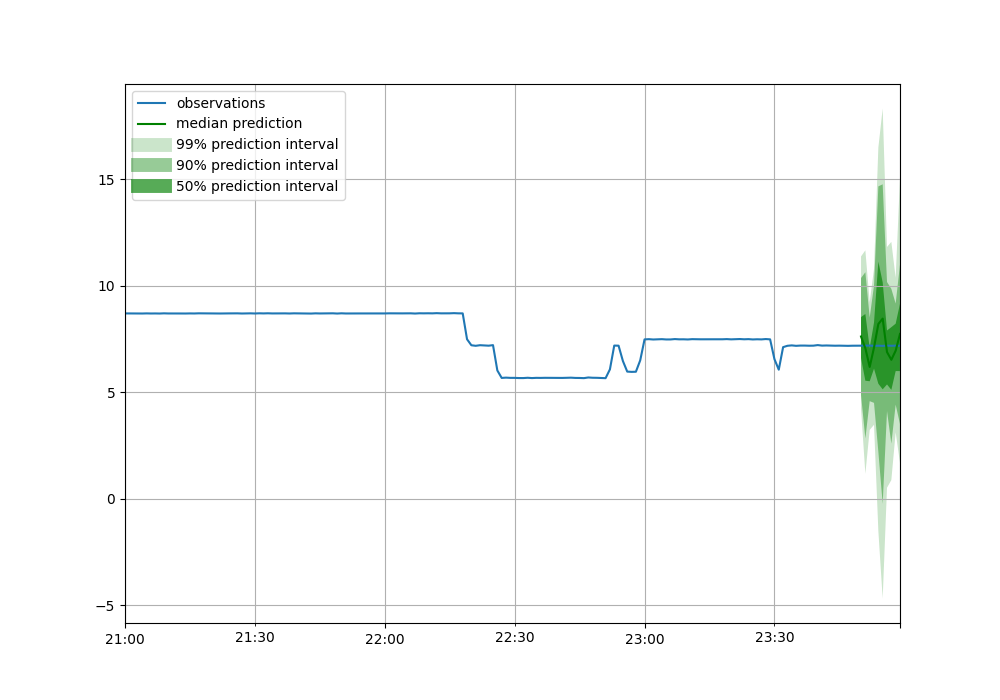 observations
median prediction
99% prediction interval
90% prediction interval
50% prediction interval
15
10
5
0
−5
21:00
21:30
22:00
22:30
23:00
23:30